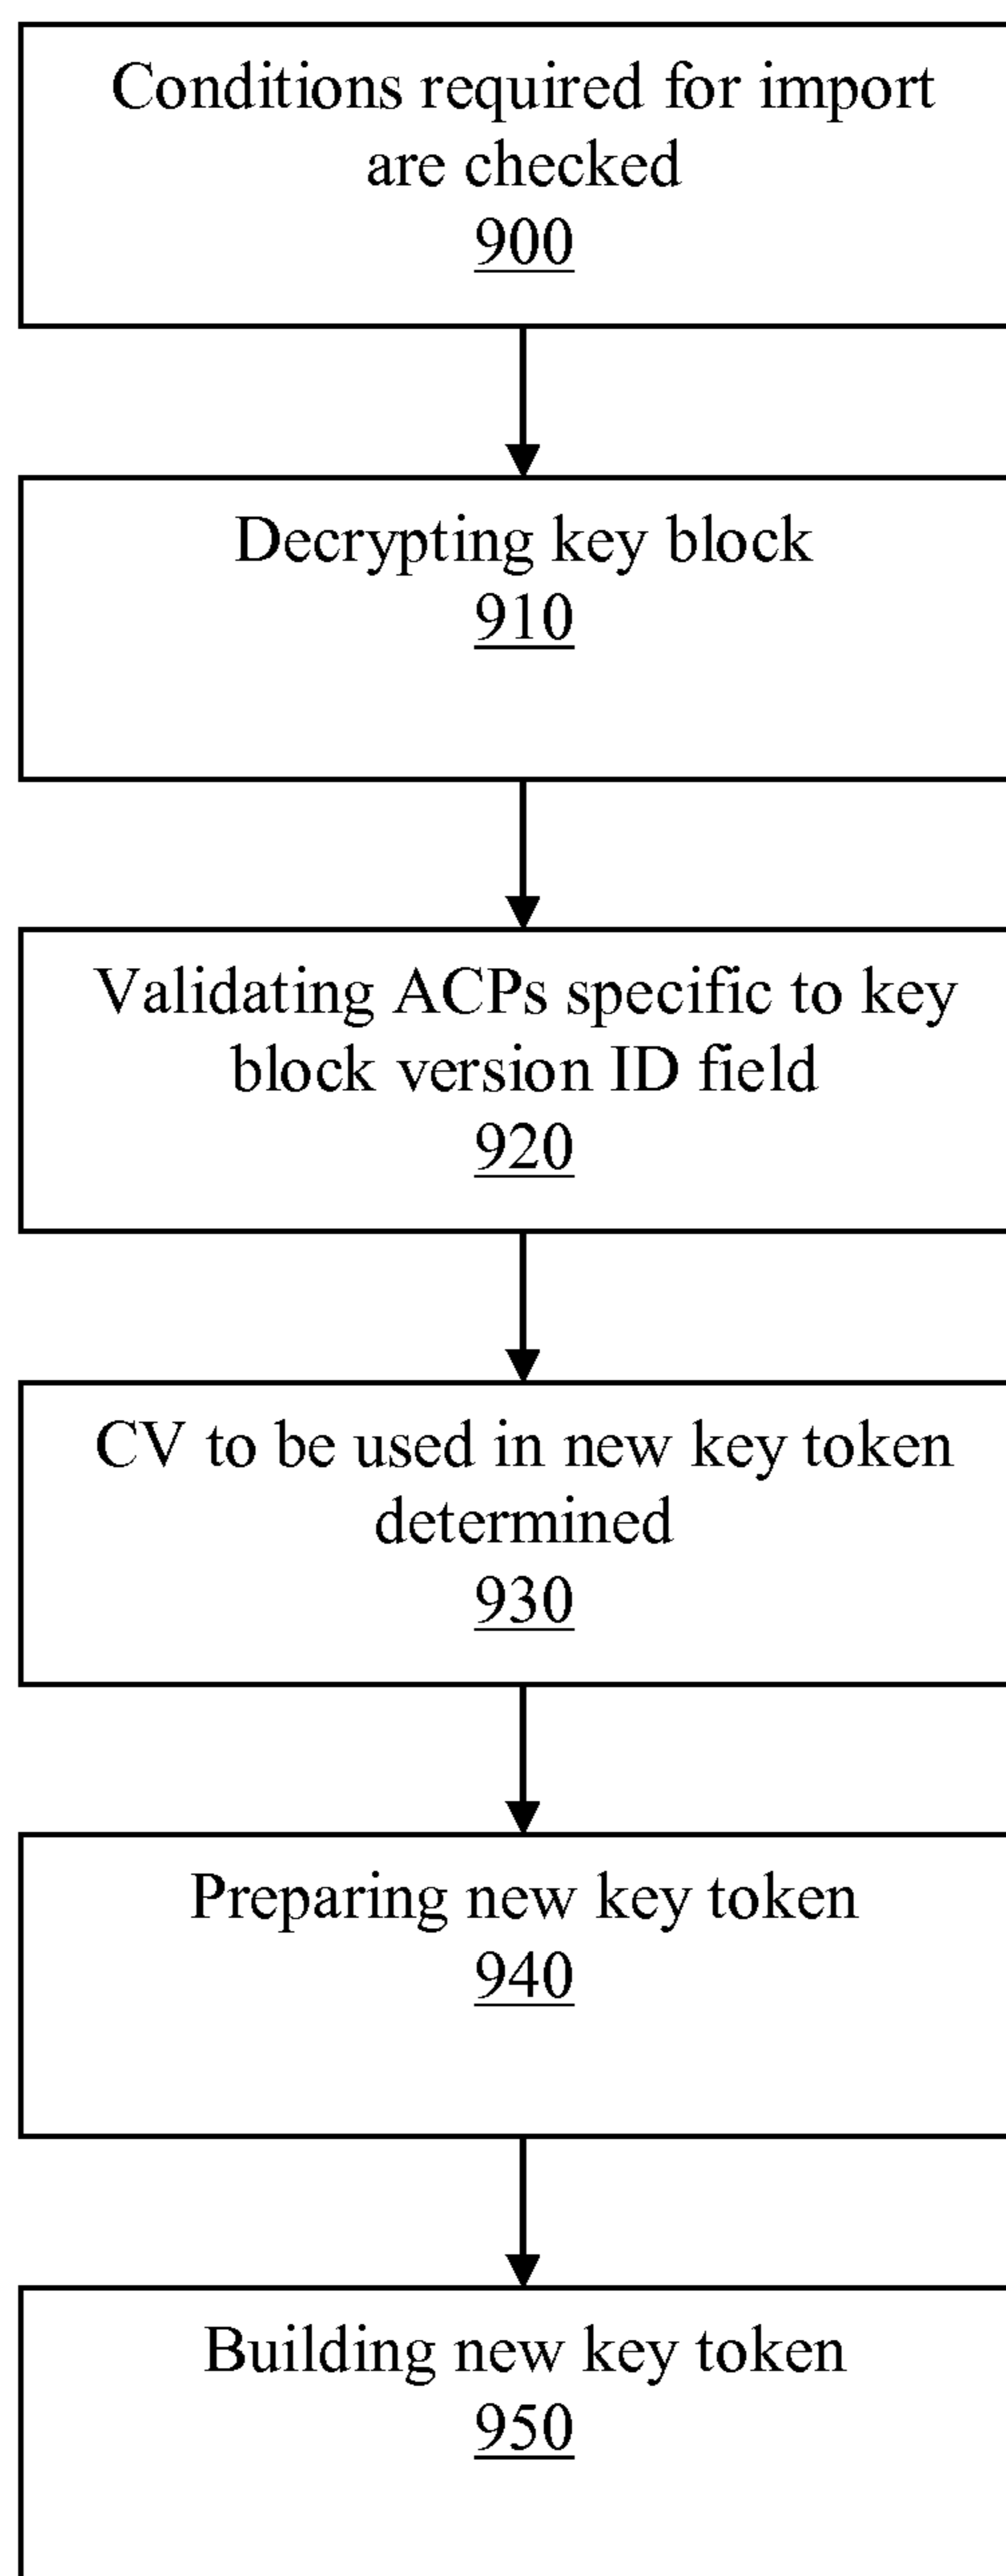 Conditions required for import
are checked
900
Decrypting key block
910
Validating ACPs specific to key
block version ID field
920
CV to be used in new key token
determined
930
Preparing new key token
940
Building new key token
950